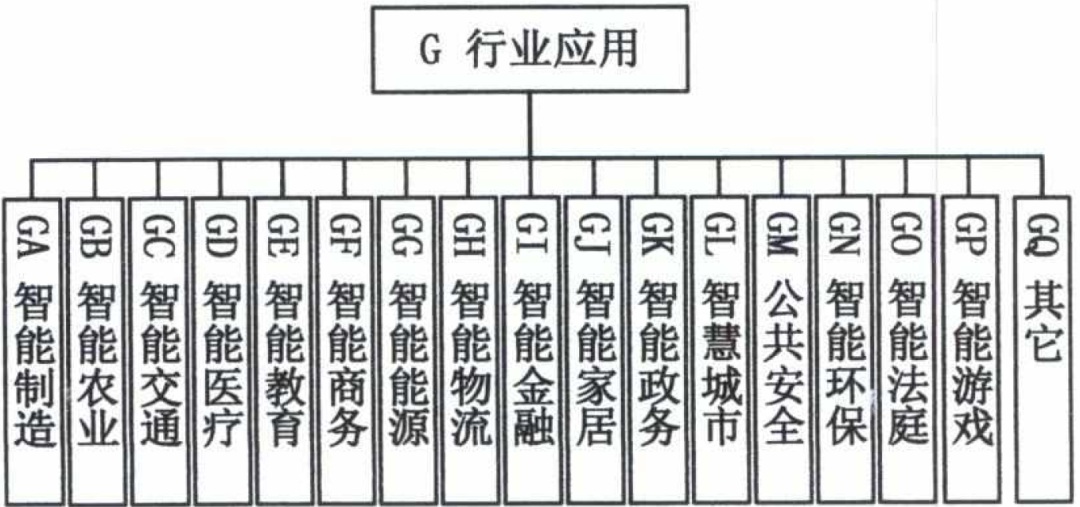 G 行业应用
GA 智能制造
GB 智能农业
GC 智能交通
GD 智能医疗
GE 智能教育
GF 智能商务
GG 智能能源
GH 智能物流
GI 智能金融
GJ 智能家居
GK 智能政务
GL 智慧城市
GM 公共安全
GN 智能环保
GO 智能法庭
GP 智能游戏
GQ 其它